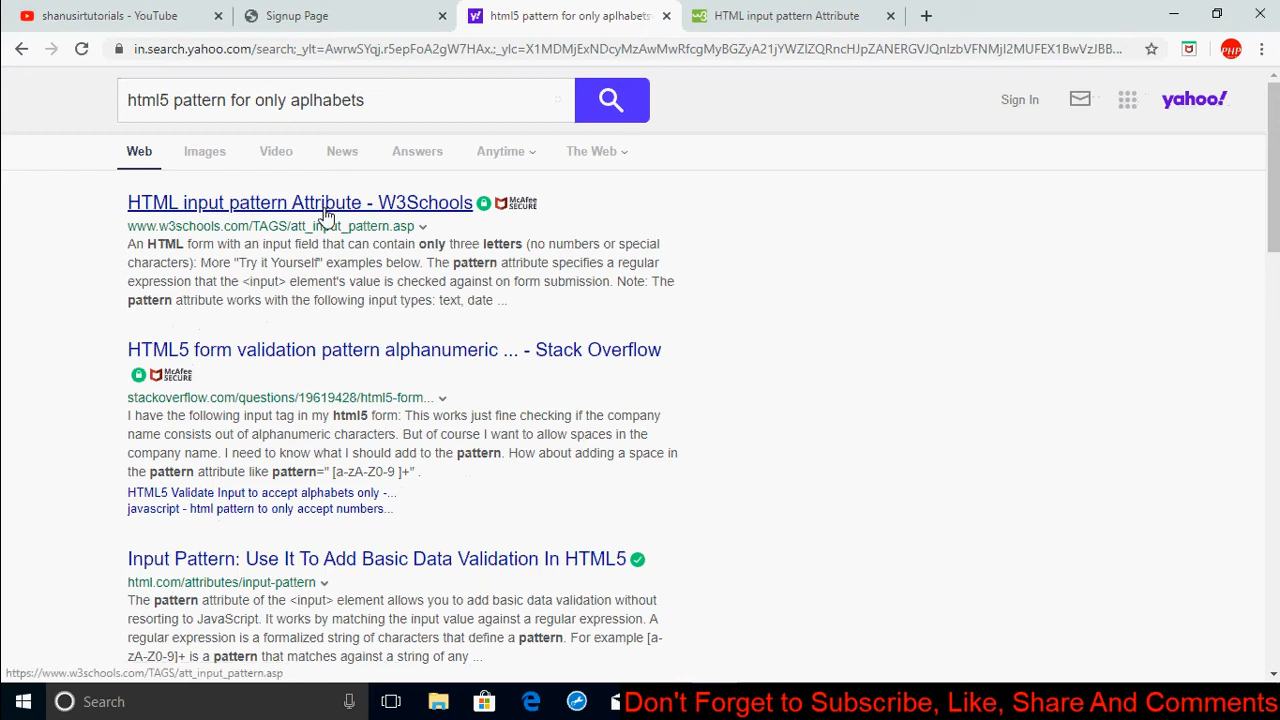 shanusirtutorials - YouTube
Signup Page
html5 pattern for only aplhabets
HTML input pattern Attribute
in.search.yahoo.com/search;_ylt=AwrwSYqj.r5epFoA2gW7HAx.;_ylc=X1MDMjExNDcyMzAwMwRfcgMyBGZyA21jYWZlZQRncHJpZANERGVJQnlzbVFNMjI2MUFEX1BwVzJBB...
PHP
html5 pattern for only aplhabets
Sign In
yahoo!
Web Images Video News Answers Anytime The Web
HTML input pattern Attribute - W3Schools McAfee SECURE
www.w3schools.com/TAGS/att_input_pattern.asp
An HTML form with an input field that can contain only three letters (no numbers or special
characters): More "Try it Yourself" examples below. The pattern attribute specifies a regular
expression that the <input> element's value is checked against on form submission. Note: The
pattern attribute works with the following input types: text, date ...
HTML5 form validation pattern alphanumeric ... - Stack Overflow
McAfee SECURE
stackoverflow.com/questions/19619428/html5-form...
I have the following input tag in my html5 form: This works just fine checking if the company
name consists out of alphanumeric characters. But of course I want to allow spaces in the
company name. I need to know what I should add to the pattern. How about adding a space in
the pattern attribute like pattern=" [a-zA-Z0-9 ]+" .
HTML5 Validate Input to accept alphabets only -...
javascript - html pattern to only accept numbers...
Input Pattern: Use It To Add Basic Data Validation In HTML5
html.com/attributes/input-pattern
The pattern attribute of the <input> element allows you to add basic data validation without
resorting to JavaScript. It works by matching the input value against a regular expression. A
regular expression is a formalized string of characters that define a pattern. For example [a-
zA-Z0-9]+ is a pattern that matches against a string of any ...
https://www.w3schools.com/TAGS/att_input_pattern.asp
Search
Don't Forget to Subscribe, Like, Share And Comments